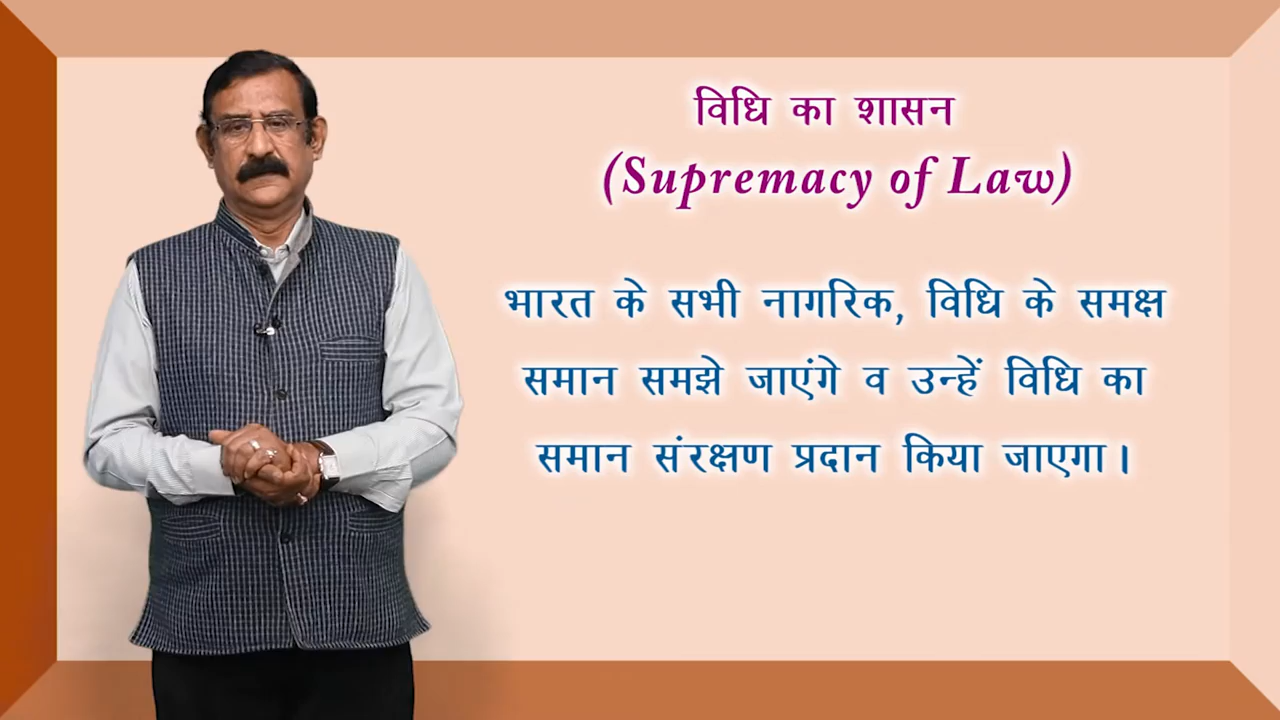 विधि का शासन
(Supremacy of Law)
भारत के सभी नागरिक, विधि के समक्ष
समान समझे जाएंगे व उन्हें विधि का
समान संरक्षण प्रदान किया जाएगा।